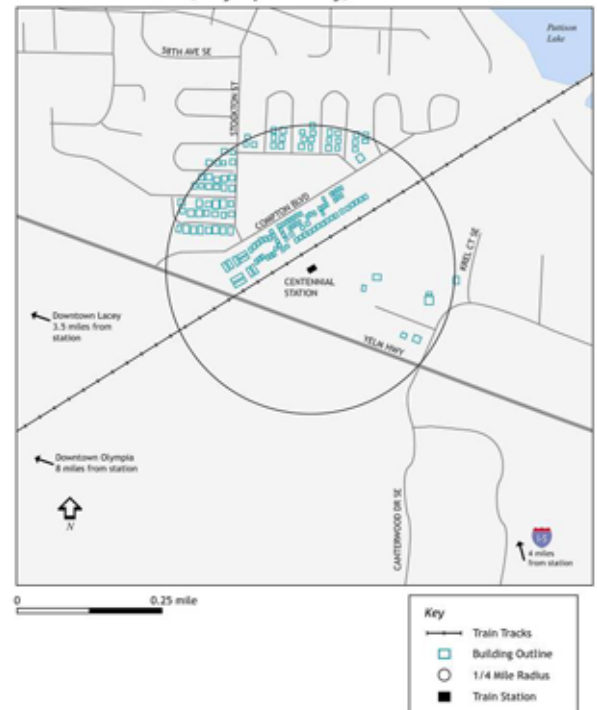 Pattison
Lake
38TH AVE SE
STOCKTON ST
COMPTON BLVD
CENTENNIAL
STATION
KREL CT SE
YELM HWY
Downtown Lacey
3.5 miles from
station
Downtown Olympia
8 miles from station
N
CANTERWOOD DR SE
I-5
4 miles
from station
0
0.25 mile
Key
Train Tracks
Building Outline
1/4 Mile Radius
Train Station